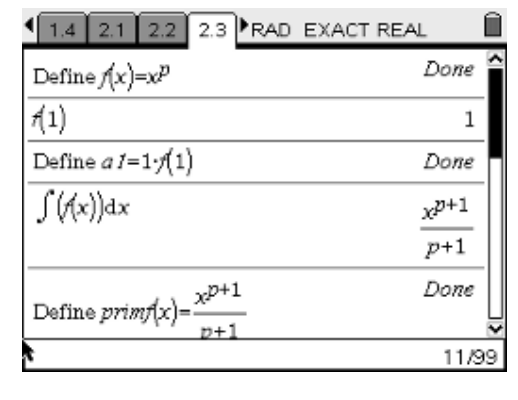 1.4 2.1 2.2 2.3 RAD EXACT REAL
Define f(x)=x^p Done
f(1) 1
Define a1=1·f(1) Done
∫(f(x))dx x^(p+1)/(p+1)
Define primf(x)=x^(p+1)/(p+1) Done
11/99